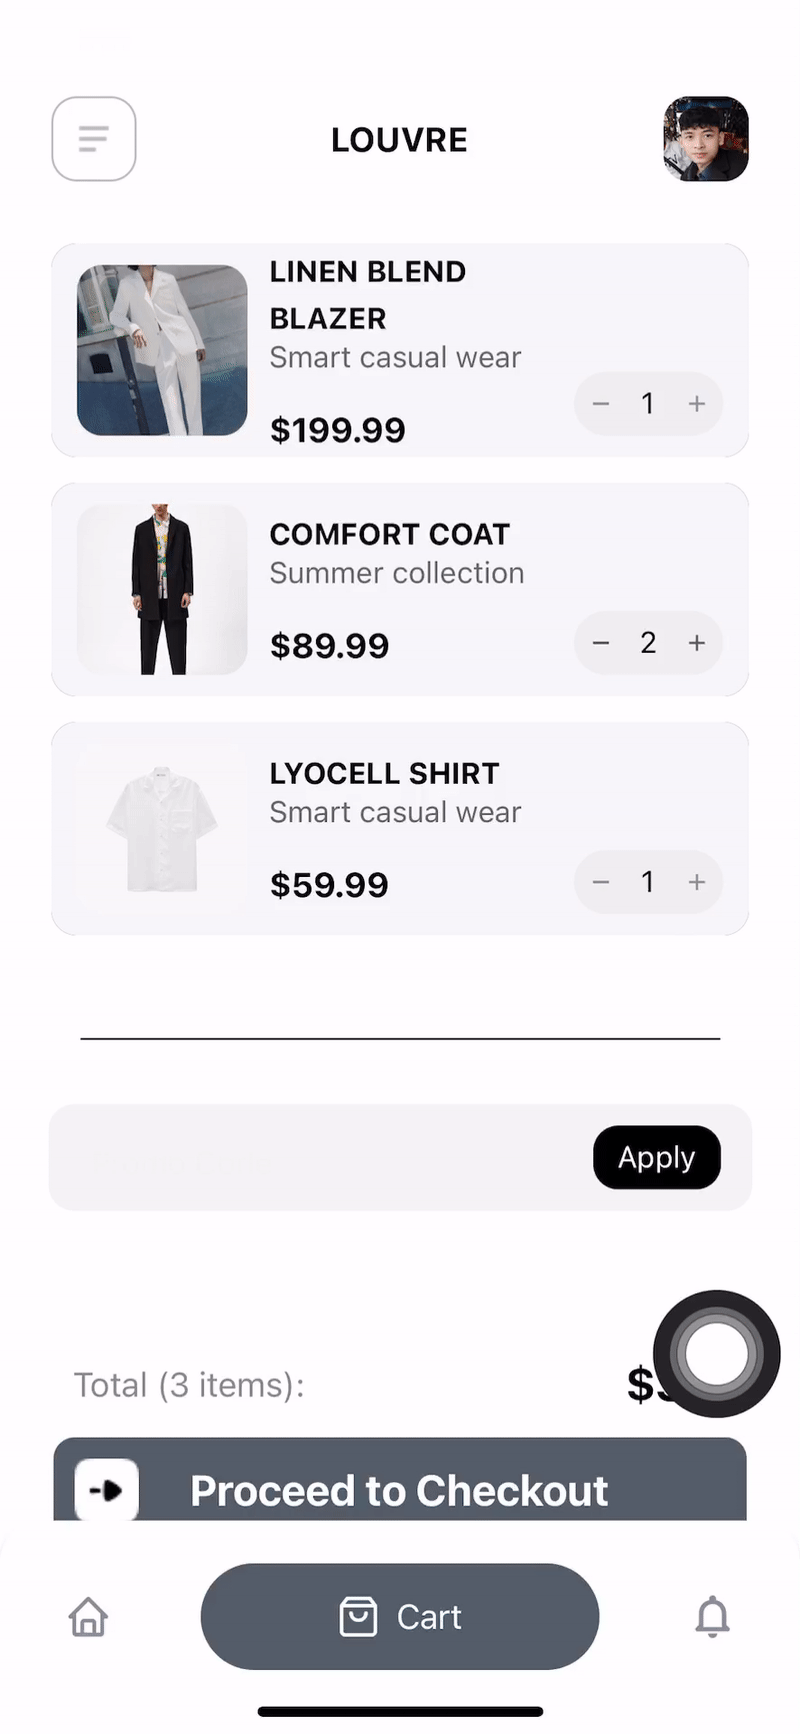 LOUVRE
LINEN BLEND
BLAZER
Smart casual wear
− 1 +
$199.99
COMFORT COAT
Summer collection
− 2 +
$89.99
LYOCELL SHIRT
Smart casual wear
− 1 +
$59.99
Apply
Total (3 items):
Proceed to Checkout
Cart